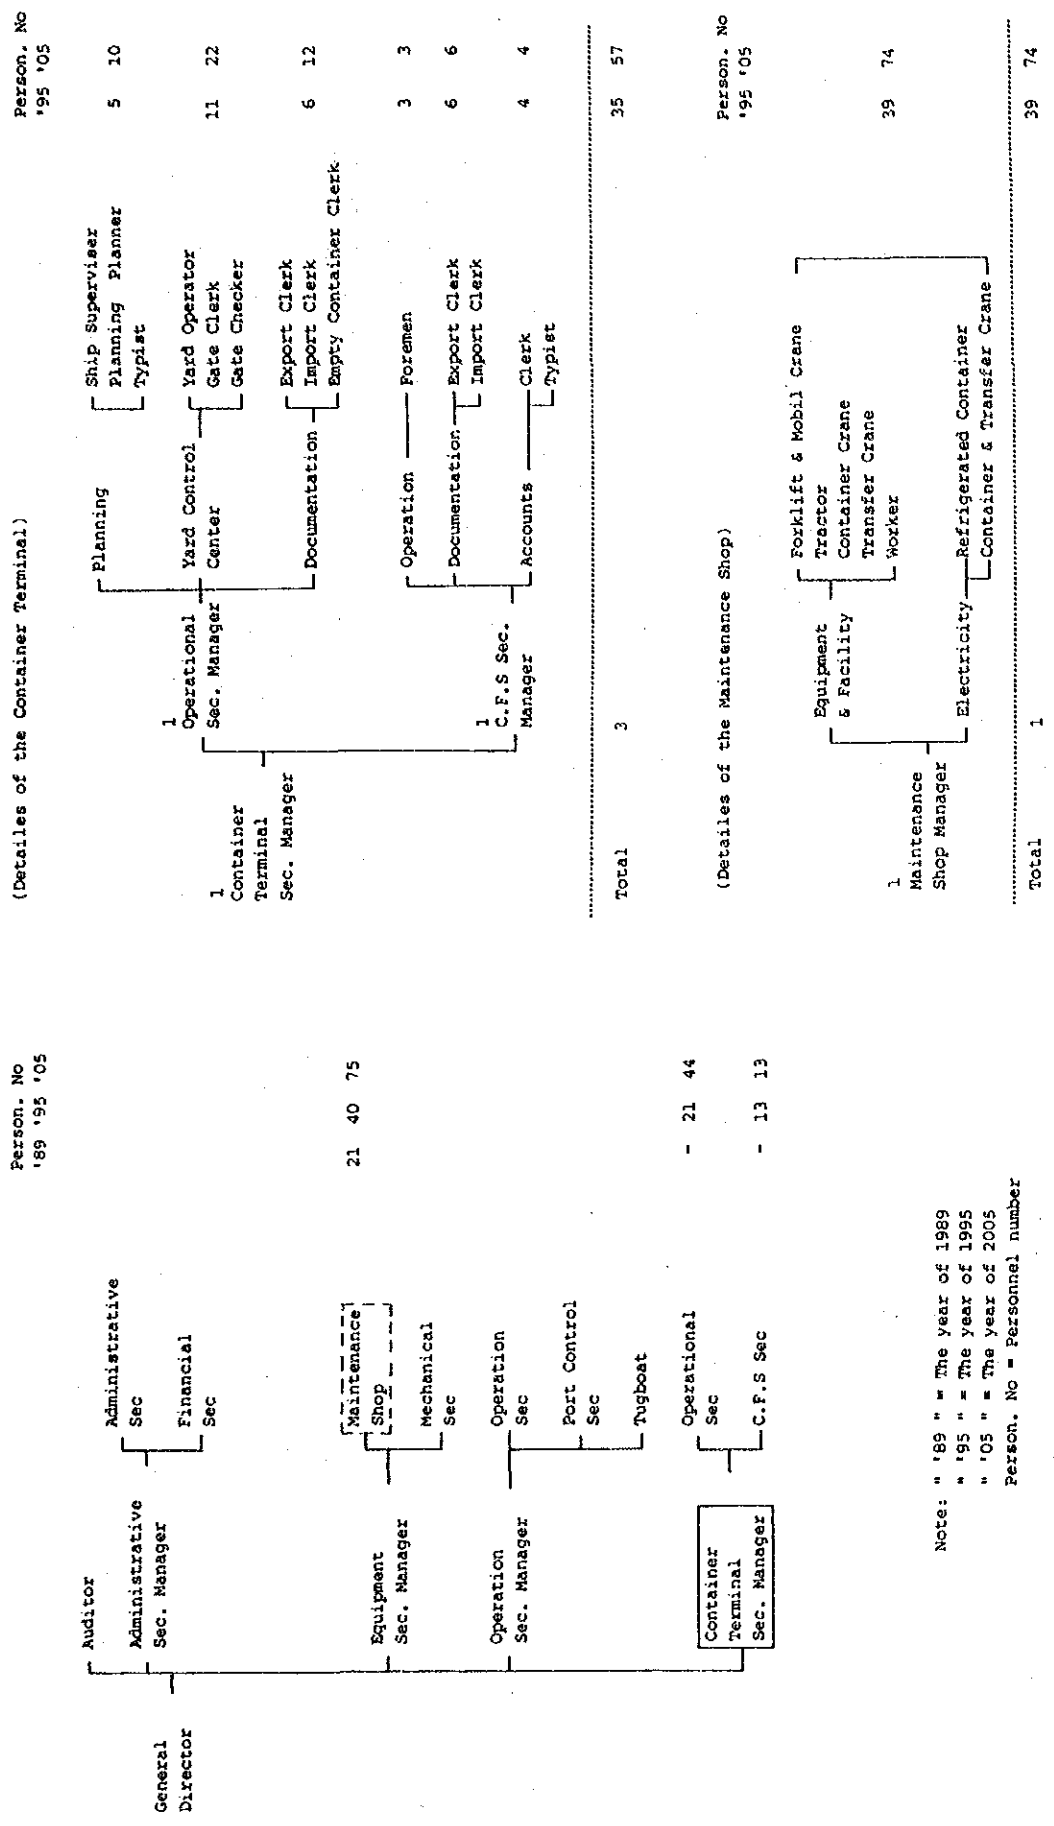 Person. No
'89 '95 '05
Auditor
Administrative
Sec. Manager
Administrative
Sec
Financial
Sec
General
Director
Equipment
Sec. Manager
Maintenance
Shop
21 40 75
Mechanical
Sec
Operation
Sec. Manager
Operation
Sec
Port Control
Sec
Tugboat
Container
Terminal
Sec. Manager
Operational
Sec
- 21 44
C.F.S Sec
- 13 13
Note: " '89 " = The year of 1989
" '95 " = The year of 1995
" '05 " = The year of 2005
Person. No = Personnel number
(Detailes of the Container Terminal)
Person. No
'95 '05
1
Container
Terminal
Sec. Manager
1
Operational
Sec. Manager
Planning
Ship Superviser
Planning Planner
Typist
5 10
Yard Control
Center
Yard Operator
Gate Clerk
Gate Checker
11 22
Documentation
Export Clerk
Import Clerk
Empty Container Clerk
6 12
1
C.F.S Sec.
Manager
Operation
Foremen
3 3
Documentation
Export Clerk
Import Clerk
6 6
Accounts
Clerk
Typist
4 4
Total 3 35 57
(Detailes of the Maintenance Shop)
Person. No
'95 '05
1
Maintenance
Shop Manager
Equipment
& Facility
Forklift & Mobil Crane
Tractor
Container Crane
Transfer Crane
Worker
39 74
Electricity
Refrigerated Container
Container & Transfer Crane
Total 1 39 74